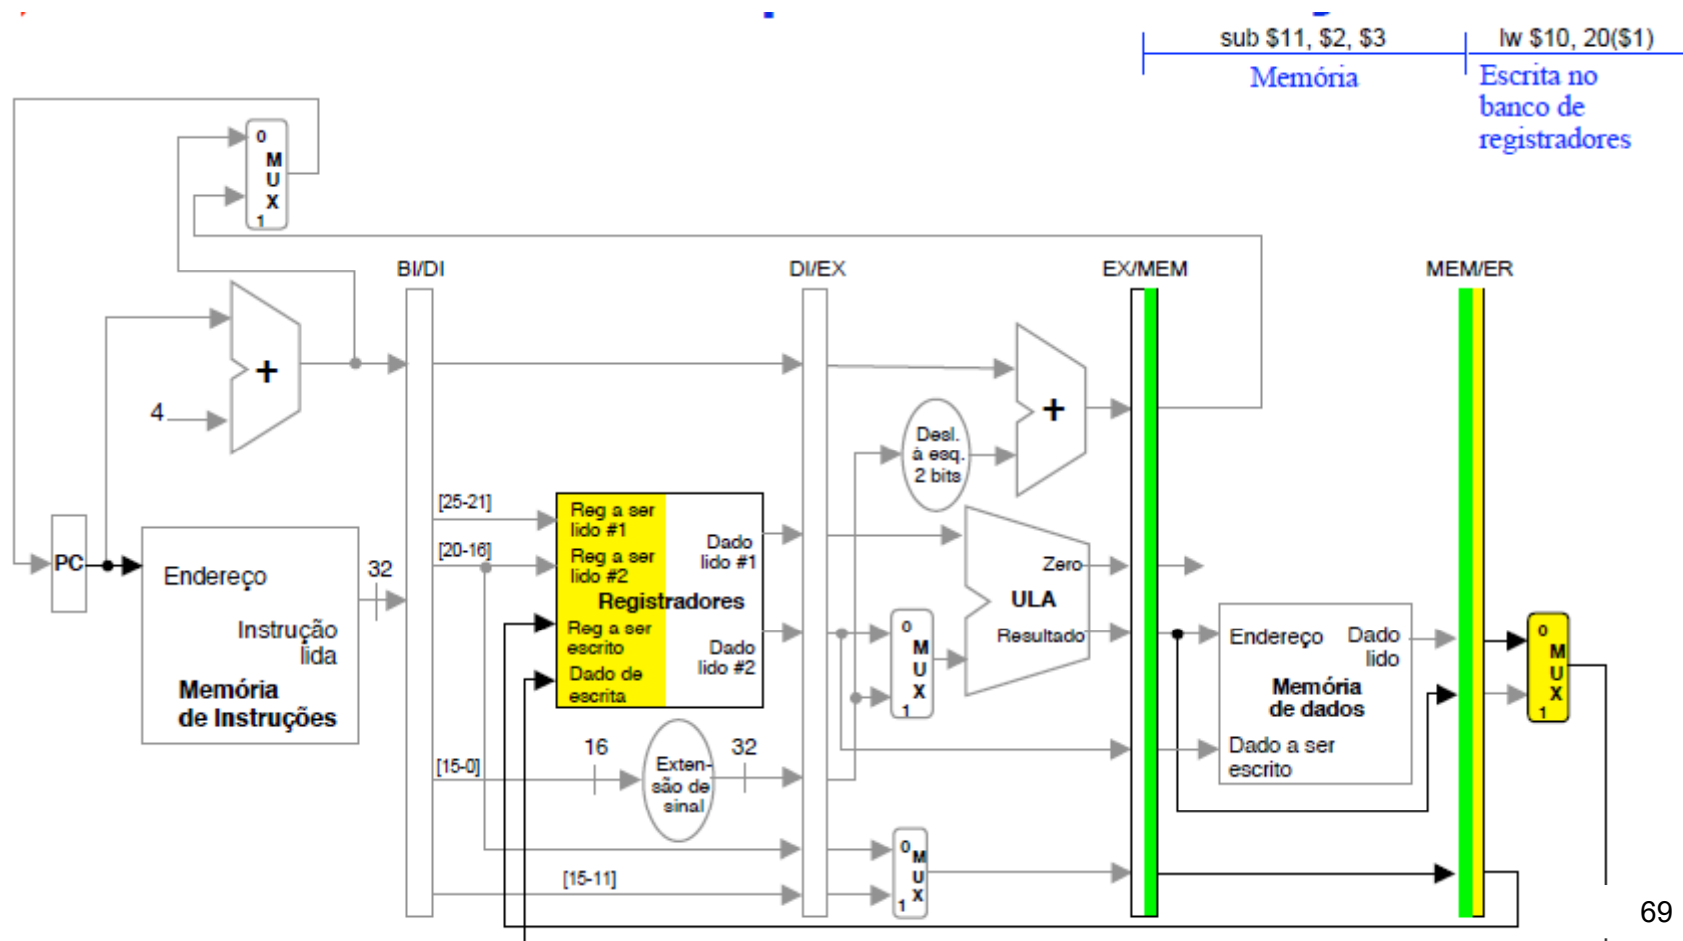 sub $11, $2, $3
lw $10, 20($1)
Memória
Escrita no
banco de
registradores
0
M
U
X
1
BI/DI
DI/EX
EX/MEM
MEM/ER
+
4
+
Desl.
à esq.
2 bits
[25-21]
[20-16]
PC
Endereço
32
Instrução
lida
Memória
de Instruções
Reg a ser
lido #1
Reg a ser
lido #2
Dado
lido #1
Registradores
Reg a ser
escrito
Dado
lido #2
Dado de
escrita
Zero
ULA
Resultado
0
M
U
X
1
Endereço
Dado
lido
Memória
de dados
Dado a ser
escrito
0
M
U
X
1
[15-0]
16
Exten-
são de
sinal
32
0
M
U
X
1
[15-11]
69